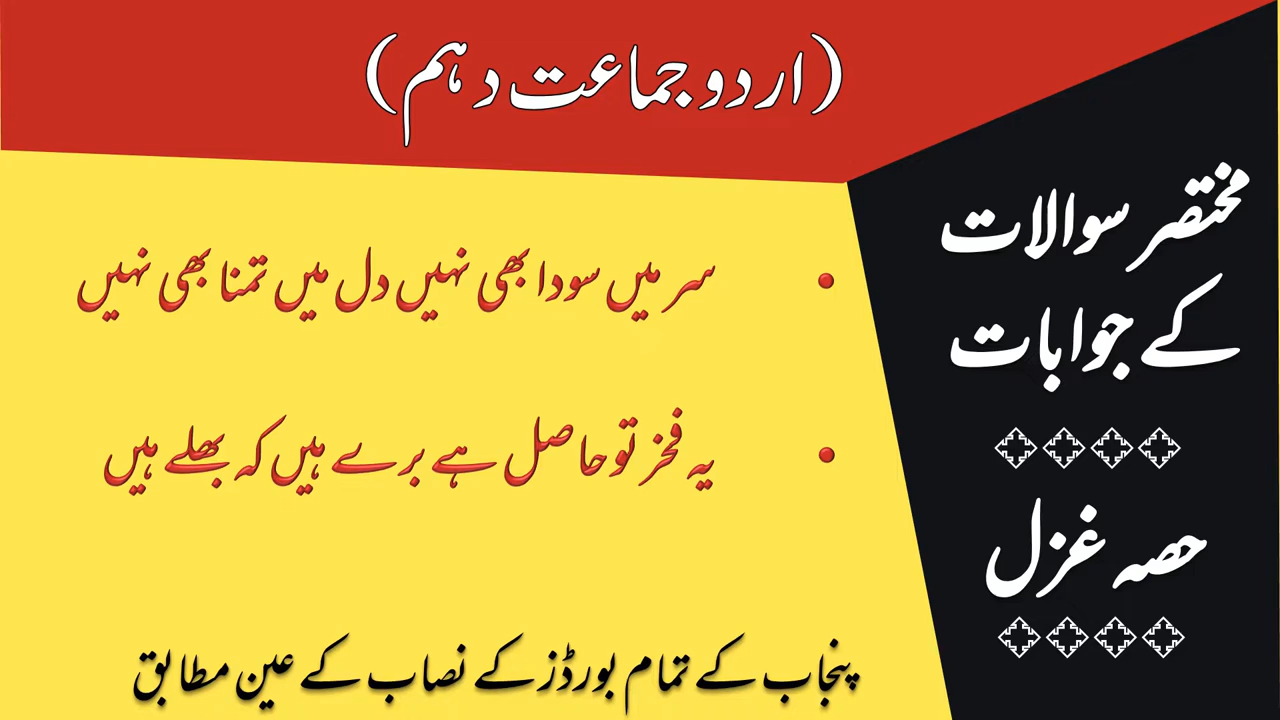 (اردو جماعت دہم)
مختصر سوالات
کے جوابات
حصہ غزل
• سر میں سودا بھی نہیں دل میں تمنا بھی نہیں
• یہ فخر تو حاصل ہے برے ہیں کہ بھلے ہیں
پنجاب کے تمام بورڈز کے نصاب کے عین مطابق